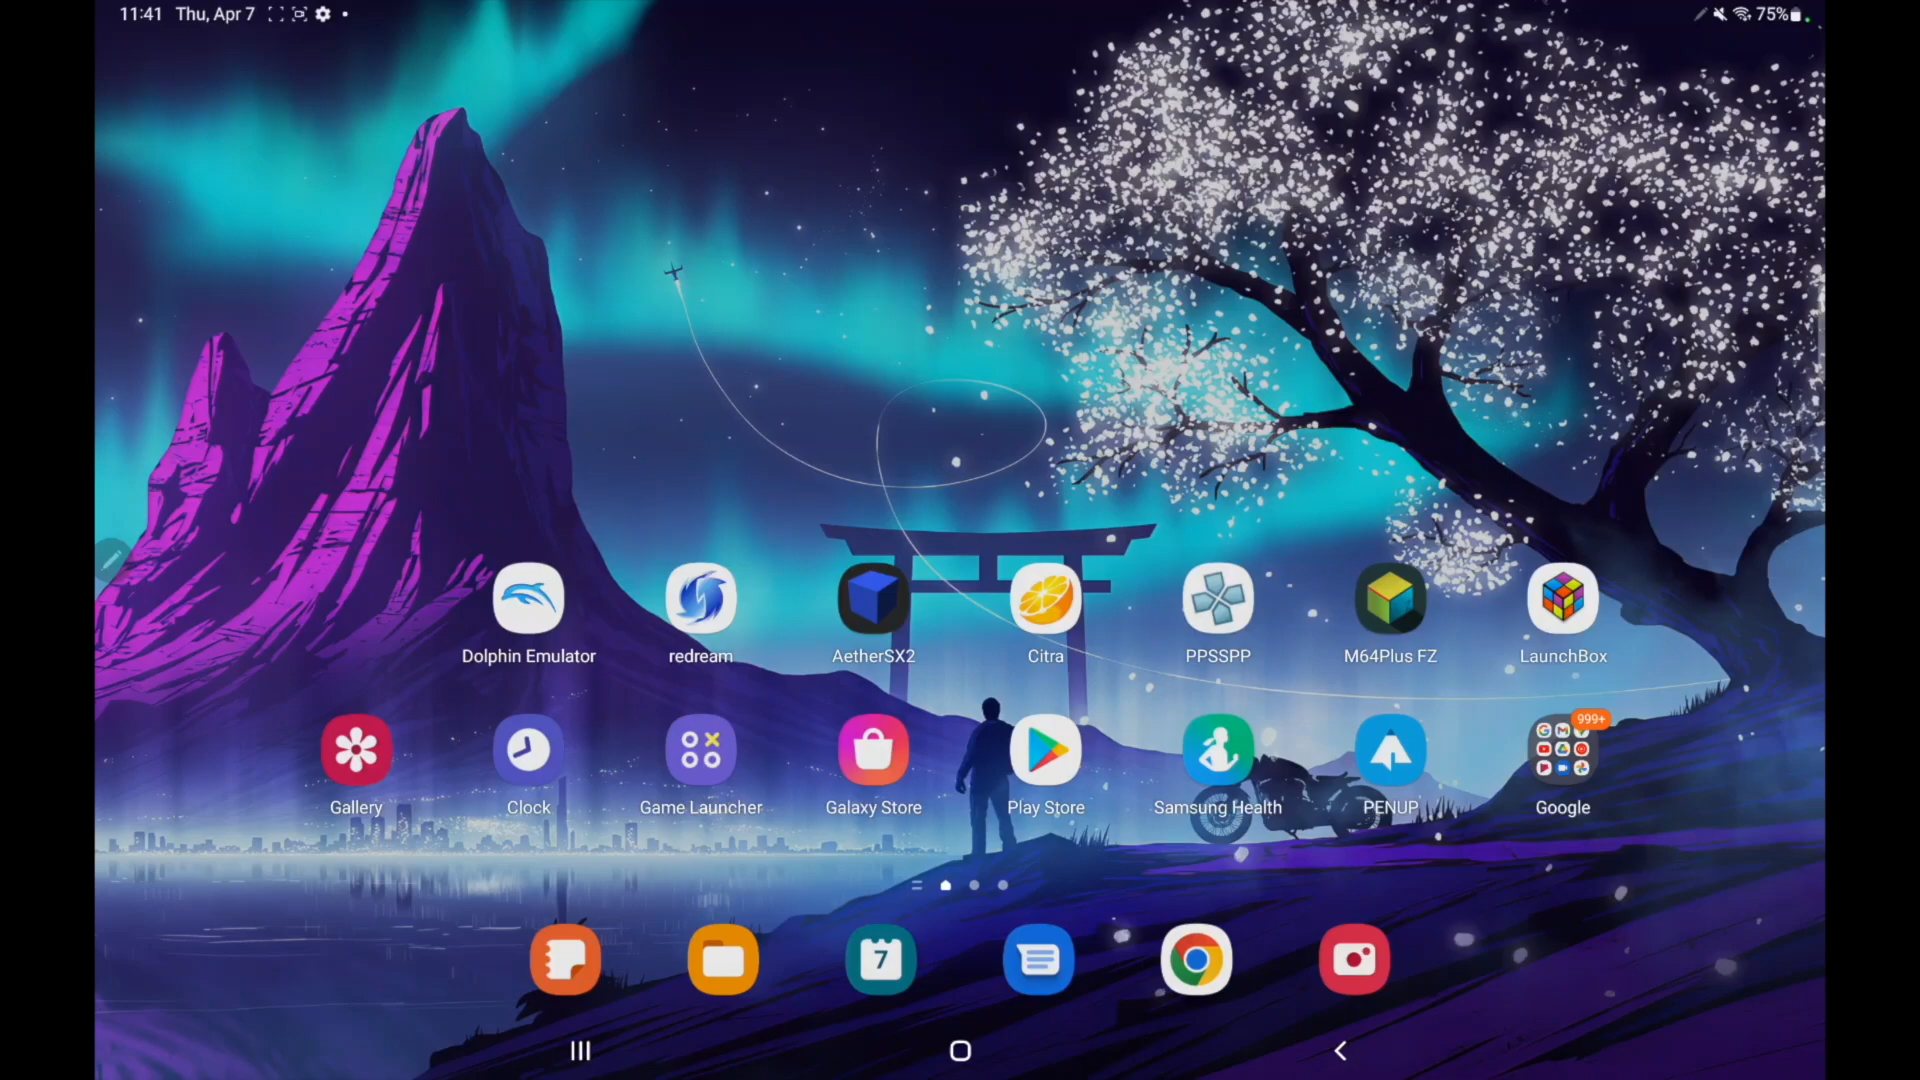 11:41 Thu, Apr 7
75%
Dolphin Emulator
redream
AetherSX2
Citra
PPSSPP
M64Plus FZ
LaunchBox
999+
Gallery
Clock
Game Launcher
Galaxy Store
Play Store
Samsung Health
PENUP
Google
7